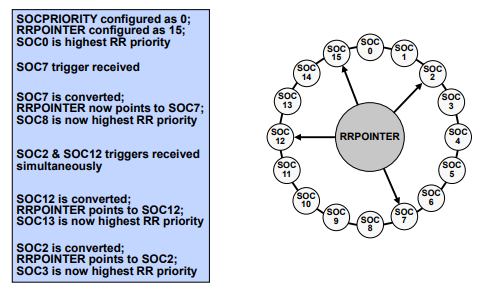 SOCPRIORITY configured as 0;
RRPOINTER configured as 15;
SOC0 is highest RR priority
SOC7 trigger received
SOC7 is converted;
RRPOINTER now points to SOC7;
SOC8 is now highest RR priority
SOC2 & SOC12 triggers received
simultaneously
SOC12 is converted;
RRPOINTER points to SOC12;
SOC13 is now highest RR priority
SOC2 is converted;
RRPOINTER points to SOC2;
SOC3 is now highest RR priority
SOC
0
SOC
1
SOC
2
SOC
3
SOC
4
SOC
5
SOC
6
SOC
7
SOC
8
SOC
9
SOC
10
SOC
11
SOC
12
SOC
13
SOC
14
SOC
15
RRPOINTER